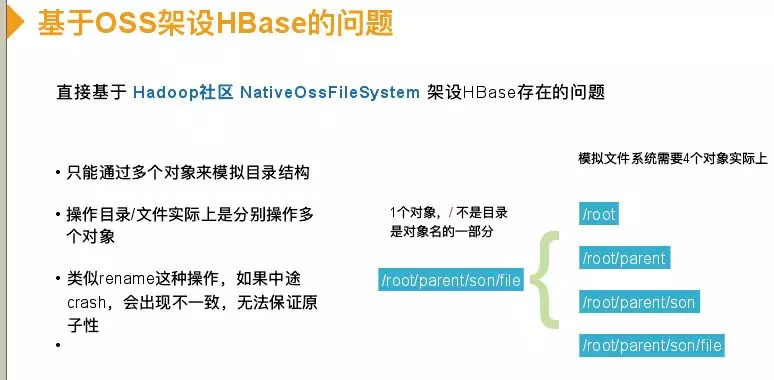 基于OSS架设HBase的问题
直接基于 Hadoop社区 NativeOssFileSystem 架设HBase存在的问题
• 只能通过多个对象来模拟目录结构
• 操作目录/文件实际上是分别操作多
个对象
• 类似rename这种操作，如果中途
crash，会出现不一致，无法保证原
子性
•
1个对象，/ 不是目录
是对象名的一部分
/root/parent/son/file
模拟文件系统需要4个对象实际上
/root
/root/parent
/root/parent/son
/root/parent/son/file